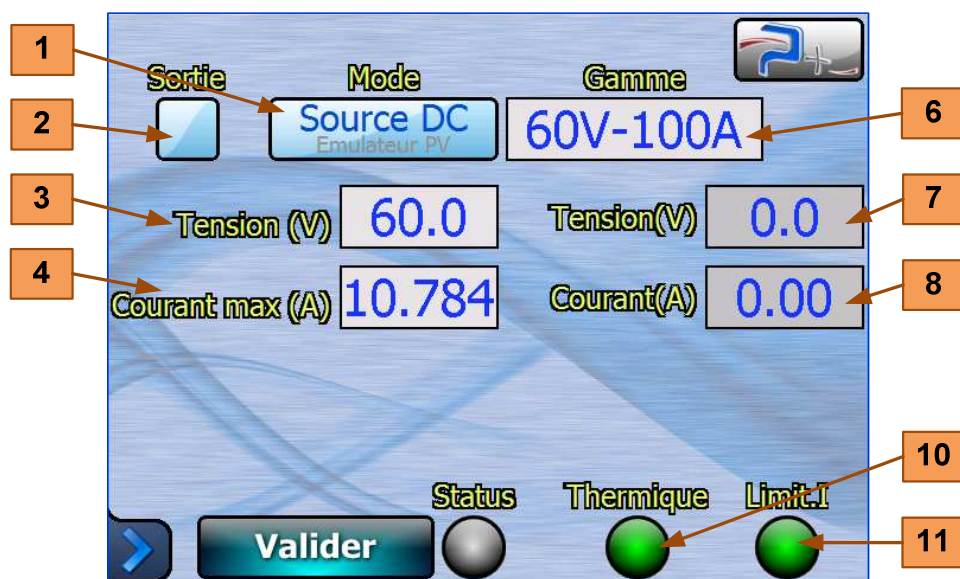 1
Sortie
Mode
Gamme
2
Source DC
Emulateur PV
60V-100A
6
3
Tension (V)
60.0
Tension(V)
0.0
7
4
Courant max (A)
10.784
Courant(A)
0.00
8
10
Status
Thermique
Limit.I
Valider
11